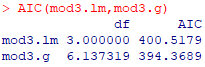 > AIC(mod3.lm,mod3.g)
df AIC
mod3.lm 3.000000 400.5179
mod3.g 6.137319 394.3689